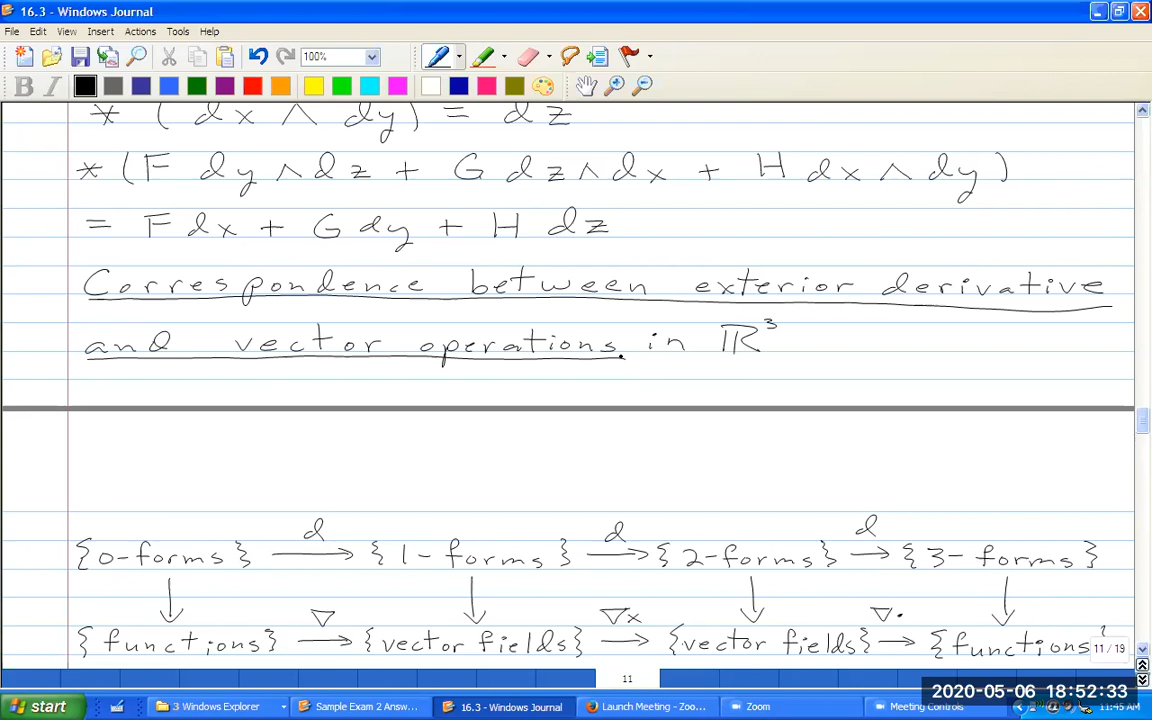 16.3 - Windows Journal
File Edit View Insert Actions Tools Help
100%
* ( dx ∧ dy) = dz
* (F dy ∧ dz + G dz ∧ dx + H dx ∧ dy)
= F dx + G dy + H dz
Correspondence between exterior derivative
and vector operations. in ℝ³
d d d
{0-forms} → {1-forms} → {2-forms} → {3-forms}
↓ ↓ ↓ ↓
∇ ∇× ∇·
{functions} → {vector fields} → {vector fields} → {functions}
11 / 19
11
2020-05-06 18:52:33
start 3 Windows Explorer Sample Exam 2 Answe... 16.3 - Windows Journal Launch Meeting - Zoo... Zoom Meeting Controls 11:45 AM